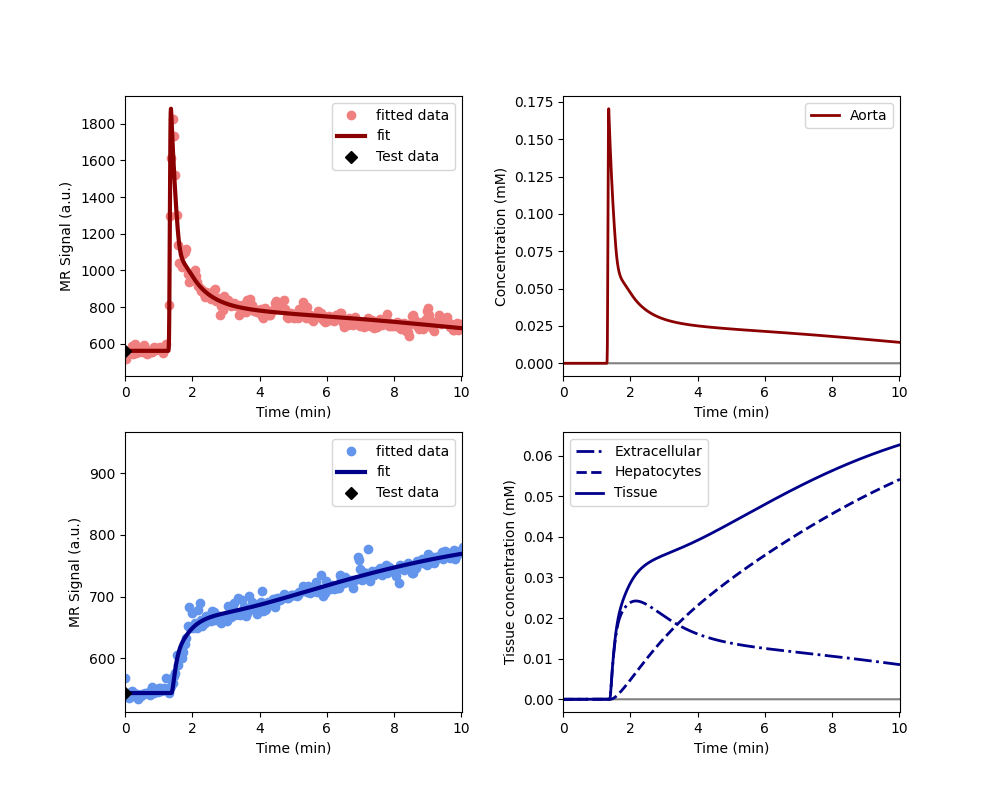 MR Signal (a.u.)
1800
1600
1400
1200
1000
800
600
fitted data
fit
Test data
0 2 4 6 8 10
Time (min)
Concentration (mM)
0.175
0.150
0.125
0.100
0.075
0.050
0.025
0.000
Aorta
0 2 4 6 8 10
Time (min)
MR Signal (a.u.)
900
800
700
600
fitted data
fit
Test data
0 2 4 6 8 10
Time (min)
Tissue concentration (mM)
0.06
0.05
0.04
0.03
0.02
0.01
0.00
Extracellular
Hepatocytes
Tissue
0 2 4 6 8 10
Time (min)